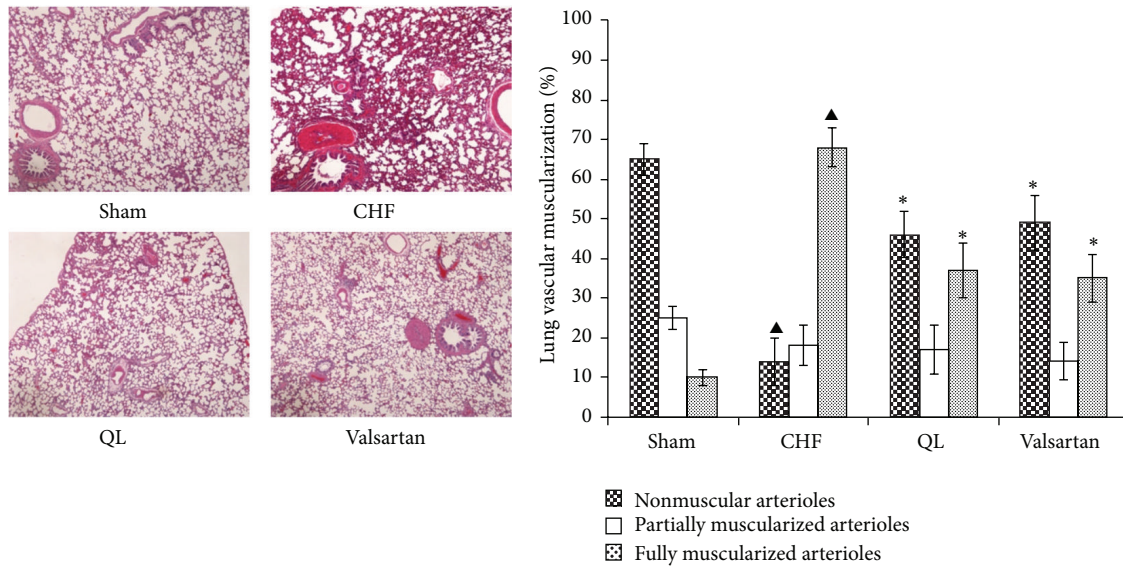 Sham
CHF
QL
Valsartan
Lung vascular muscularization (%)
100
90
80
70
60
50
40
30
20
10
0
▲
▲
*
*
*
*
Sham
CHF
QL
Valsartan
Nonmuscular arterioles
Partially muscularized arterioles
Fully muscularized arterioles